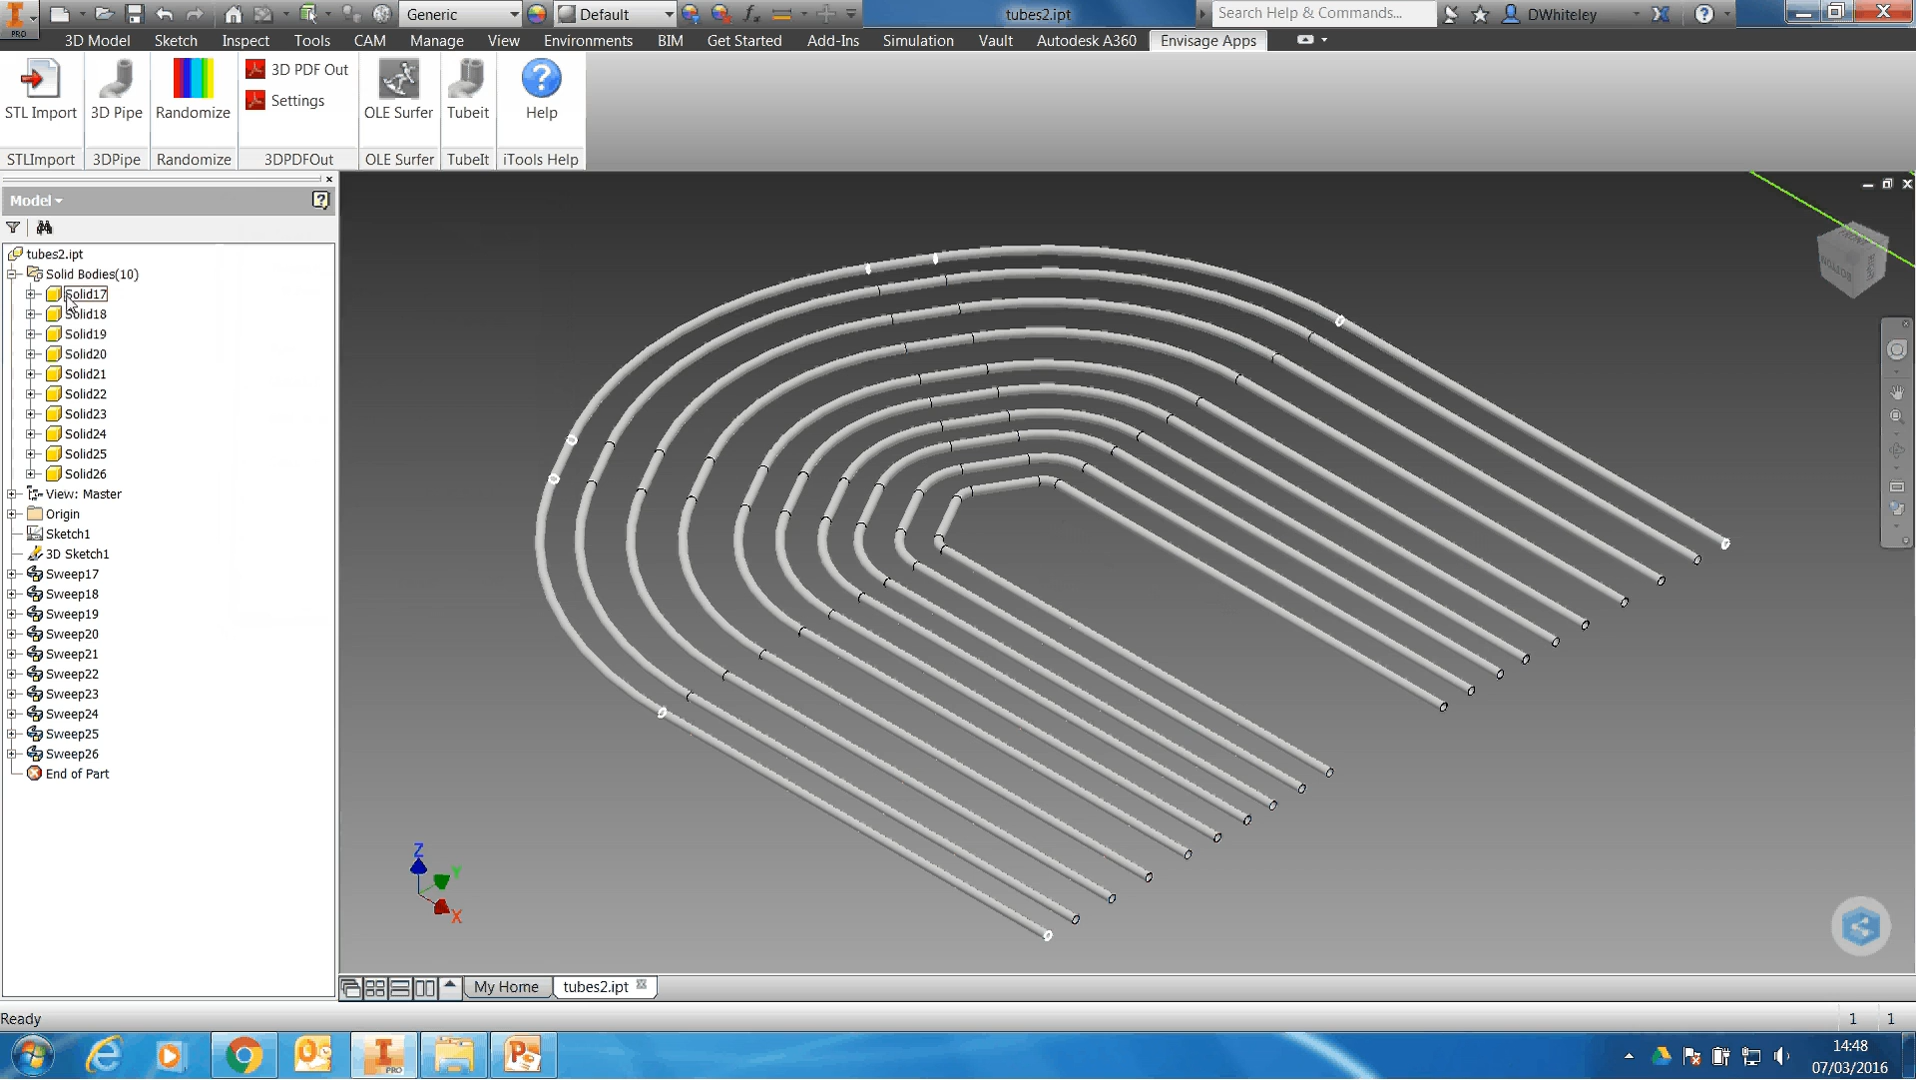 PRO
Generic
Default
tubes2.ipt
Search Help & Commands...
DWhiteley
3D Model
Sketch
Inspect
Tools
CAM
Manage
View
Environments
BIM
Get Started
Add-Ins
Simulation
Vault
Autodesk A360
Envisage Apps
STL Import
3D Pipe
Randomize
3D PDF Out
Settings
OLE Surfer
Tubeit
Help
STLImport
3DPipe
Randomize
3DPDFOut
OLE Surfer
TubeIt
iTools Help
Model
tubes2.ipt
Solid Bodies(10)
Solid17
Solid18
Solid19
Solid20
Solid21
Solid22
Solid23
Solid24
Solid25
Solid26
View: Master
Origin
Sketch1
3D Sketch1
Sweep17
Sweep18
Sweep19
Sweep20
Sweep21
Sweep22
Sweep23
Sweep24
Sweep25
Sweep26
End of Part
FRONT
RIGHT
BOTTOM
Z
Y
X
My Home
tubes2.ipt
Ready
1 1
PRO
14:48
07/03/2016